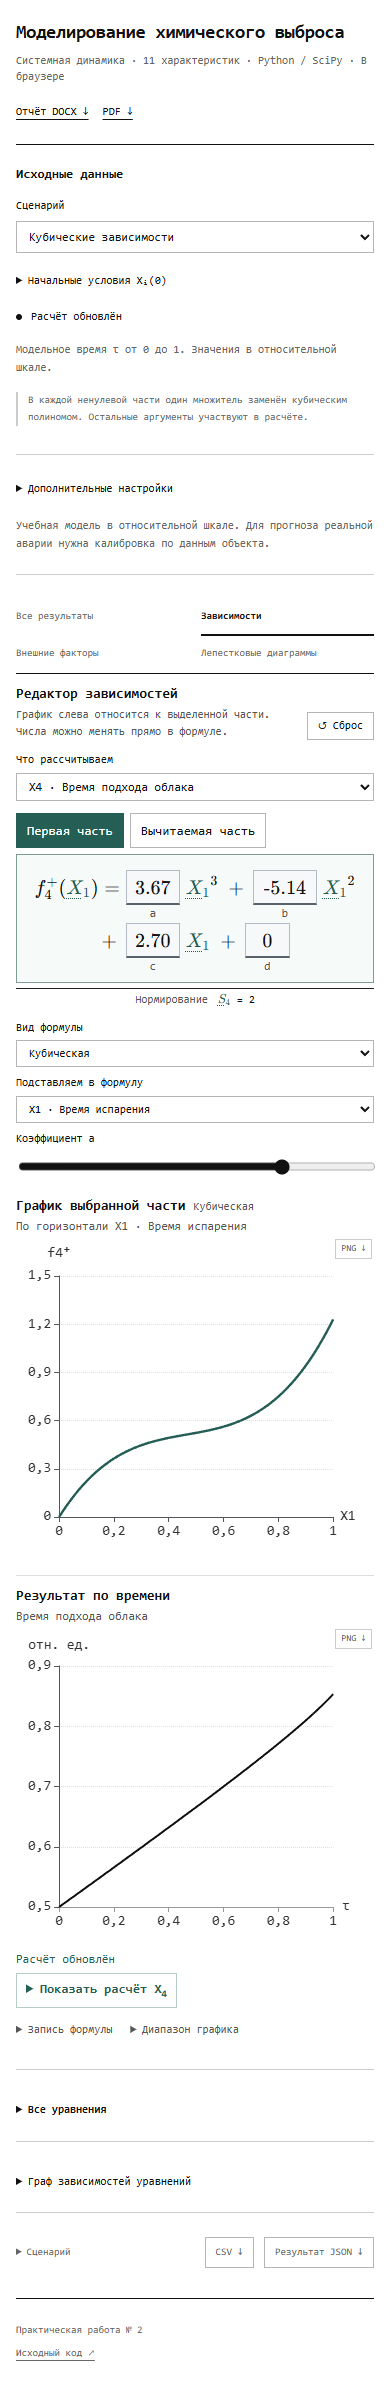 Моделирование химического выброса
Системная динамика · 11 характеристик · Python / SciPy · В
браузере
Отчёт DOCX ↓ PDF ↓
Исходные данные
Сценарий
Кубические зависимости
▶ Начальные условия Xᵢ(0)
● Расчёт обновлён
Модельное время τ от 0 до 1. Значения в относительной
шкале.
В каждой ненулевой части один множитель заменён кубическим
полиномом. Остальные аргументы участвуют в расчёте.
▶ Дополнительные настройки
Учебная модель в относительной шкале. Для прогноза реальной
аварии нужна калибровка по данным объекта.
Все результаты Зависимости
Внешние факторы Лепестковые диаграммы
Редактор зависимостей
График слева относится к выделенной части.
Числа можно менять прямо в формуле.
↺ Сброс
Что рассчитываем
X4 · Время подхода облака
Первая часть Вычитаемая часть
f₄⁺(X₁) = 3.67 X₁³ + -5.14 X₁²
a b
+ 2.70 X₁ + 0
c d
Нормирование S₄ = 2
Вид формулы
Кубическая
Подставляем в формулу
X1 · Время испарения
Коэффициент a
График выбранной части Кубическая
По горизонтали X1 · Время испарения
PNG ↓
f4⁺
1,5
1,2
0,9
0,6
0,3
0
X1
0 0,2 0,4 0,6 0,8 1
Результат по времени
Время подхода облака
PNG ↓
отн. ед.
0,9
0,8
0,7
0,6
0,5
τ
0 0,2 0,4 0,6 0,8 1
Расчёт обновлён
▶ Показать расчёт X₄
▶ Запись формулы ▶ Диапазон графика
▶ Все уравнения
▶ Граф зависимостей уравнений
▶ Сценарий CSV ↓ Результат JSON ↓
Практическая работа № 2
Исходный код ↗